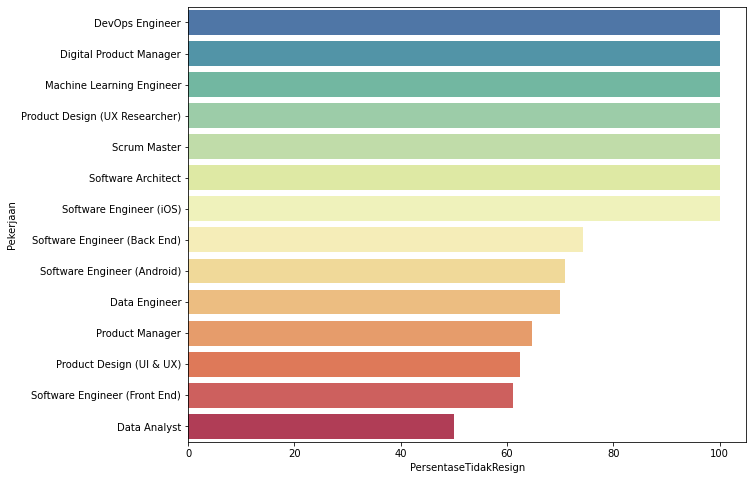 DevOps Engineer
Digital Product Manager
Machine Learning Engineer
Product Design (UX Researcher)
Scrum Master
Software Architect
Software Engineer (iOS)
Software Engineer (Back End)
Software Engineer (Android)
Data Engineer
Product Manager
Product Design (UI & UX)
Software Engineer (Front End)
Data Analyst
Pekerjaan
0 20 40 60 80 100
PersentaseTidakResign